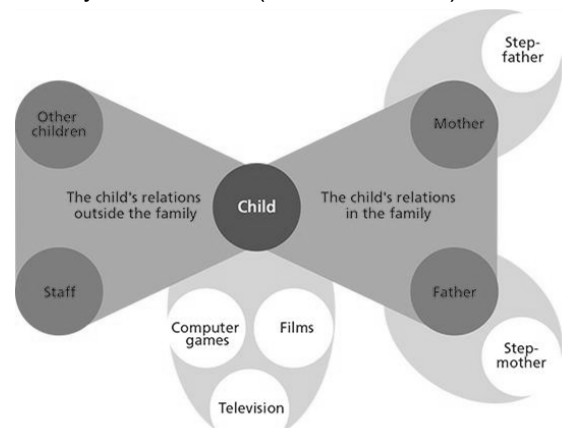 Step-
father
Other
children
Mother
The child's relations
outside the family
Child
The child's relations
in the family
Staff
Father
Computer
games
Films
Step-
mother
Television